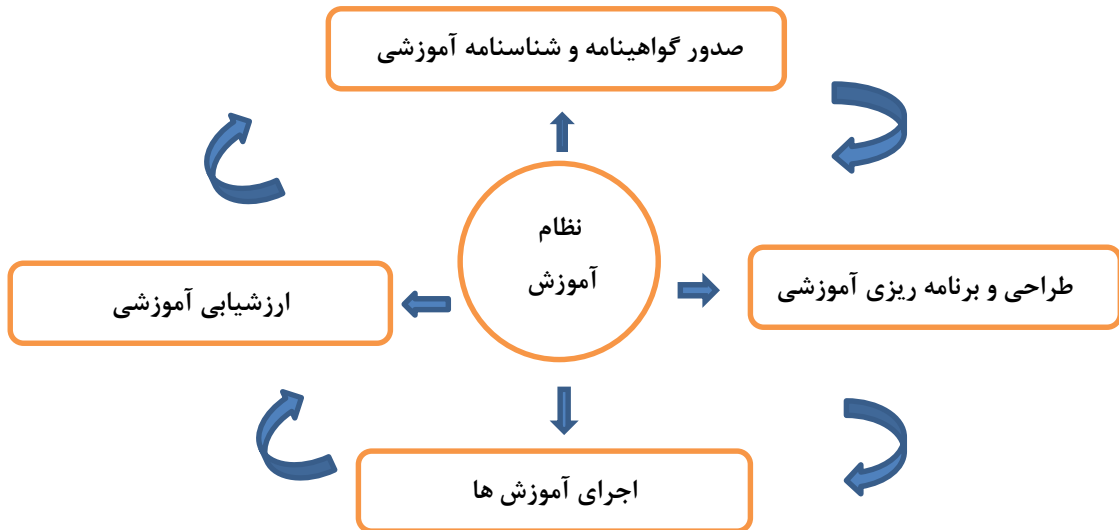 صدور گواهینامه و شناسنامه آموزشی
نظام
آموزش
طراحی و برنامه ریزی آموزشی
ارزشیابی آموزشی
اجرای آموزش ها